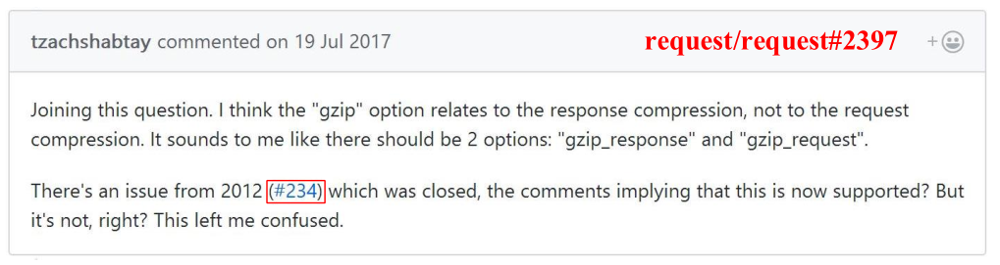 tzachshabtay commented on 19 Jul 2017 request/request#2397 +
Joining this question. I think the "gzip" option relates to the response compression, not to the request
compression. It sounds to me like there should be 2 options: "gzip_response" and "gzip_request".
There's an issue from 2012 (#234) which was closed, the comments implying that this is now supported? But
it's not, right? This left me confused.